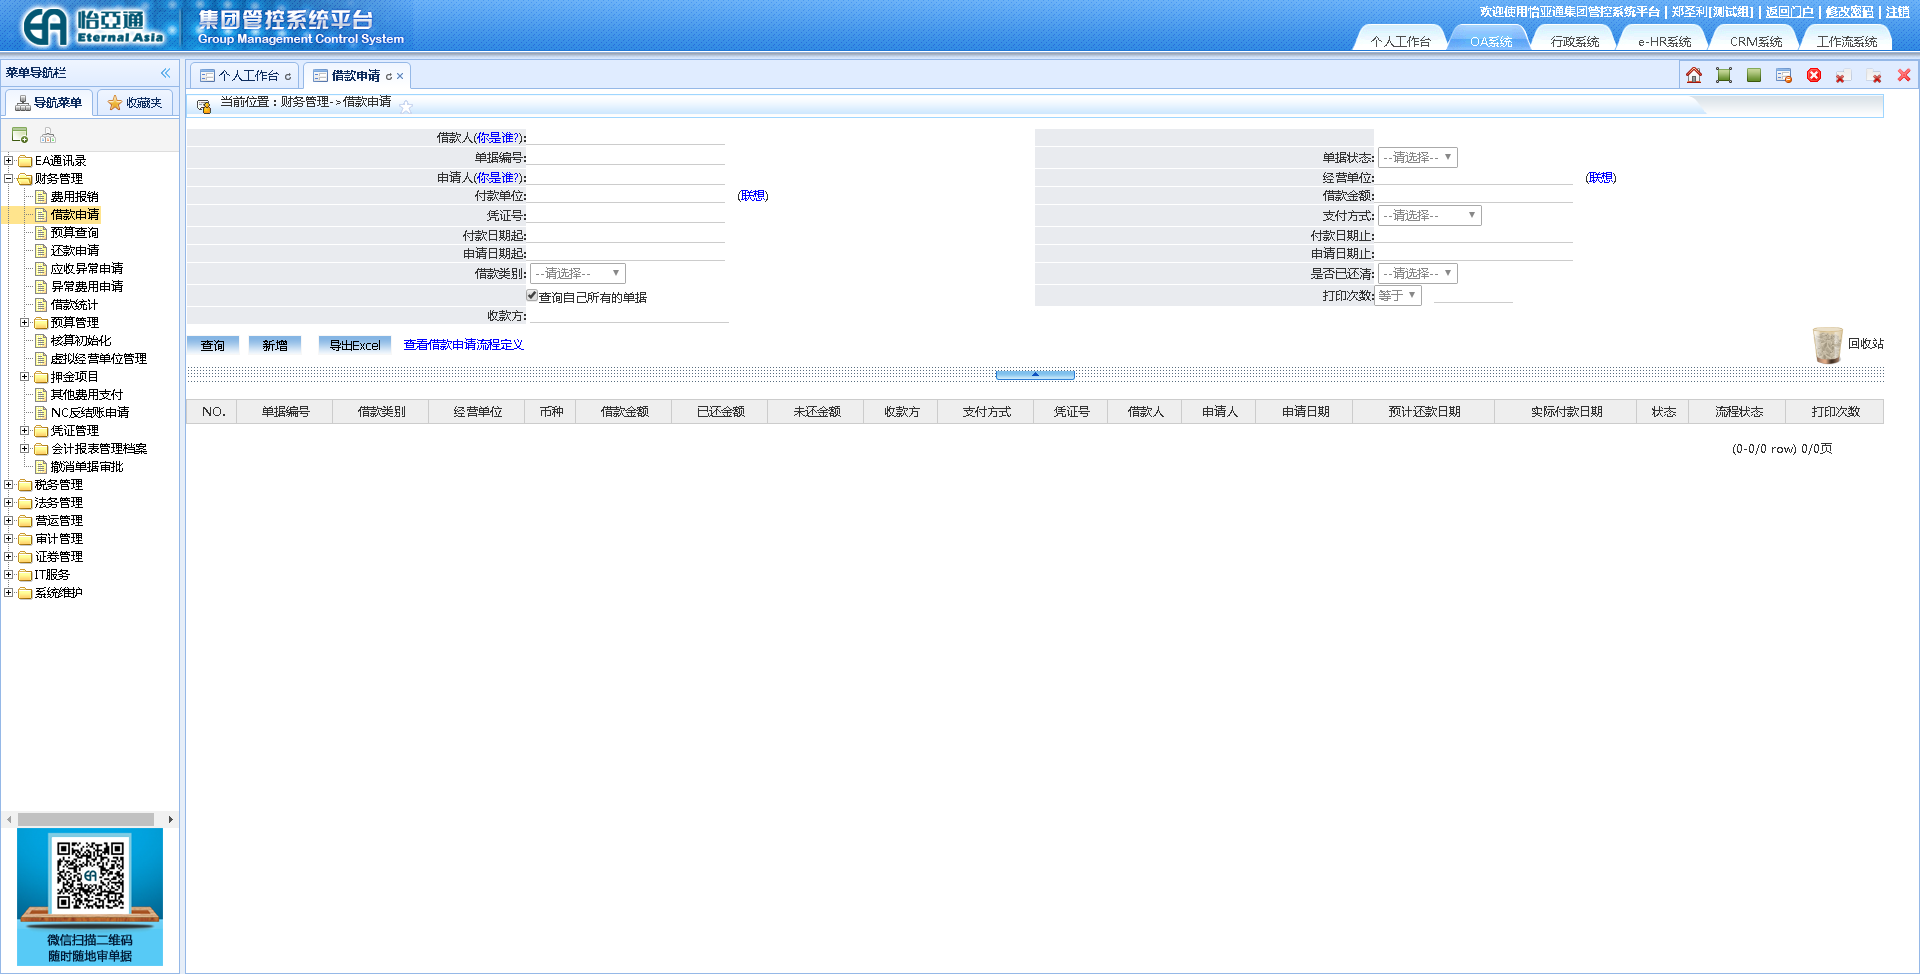 怡亞通
Eternal Asia
集团管控系统平台
Group Management Control System
欢迎使用怡亚通集团管控系统平台 | 郑圣利[测试组] | 返回门户 | 修改密码 | 注销
个人工作台 OA系统 行政系统 e-HR系统 CRM系统 工作流系统
菜单导航栏
导航菜单 收藏夹
EA通讯录
财务管理
费用报销
借款申请
预算查询
还款申请
应收异常申请
异常费用申请
借款统计
预算管理
核算初始化
虚拟经营单位管理
押金项目
其他费用支付
NC反结账申请
凭证管理
会计报表管理档案
撤消单据审批
税务管理
法务管理
营运管理
审计管理
证券管理
IT服务
系统维护
EA
微信扫描二维码
随时随地审单据
个人工作台 借款申请
当前位置：财务管理->借款申请
借款人(你是谁?):
单据编号: 单据状态: --请选择--
申请人(你是谁?): 经营单位: (联想)
付款单位: (联想) 借款金额:
凭证号: 支付方式: --请选择--
付款日期起: 付款日期止:
申请日期起: 申请日期止:
借款类别: --请选择-- 是否已还清: --请选择--
查询自己所有的单据 打印次数: 等于
收款方:
查询 新增 导出Excel 查看借款申请流程定义 回收站
NO. 单据编号 借款类别 经营单位 币种 借款金额 已还金额 未还金额 收款方 支付方式 凭证号 借款人 申请人 申请日期 预计还款日期 实际付款日期 状态 流程状态 打印次数
(0-0/0 row) 0/0页